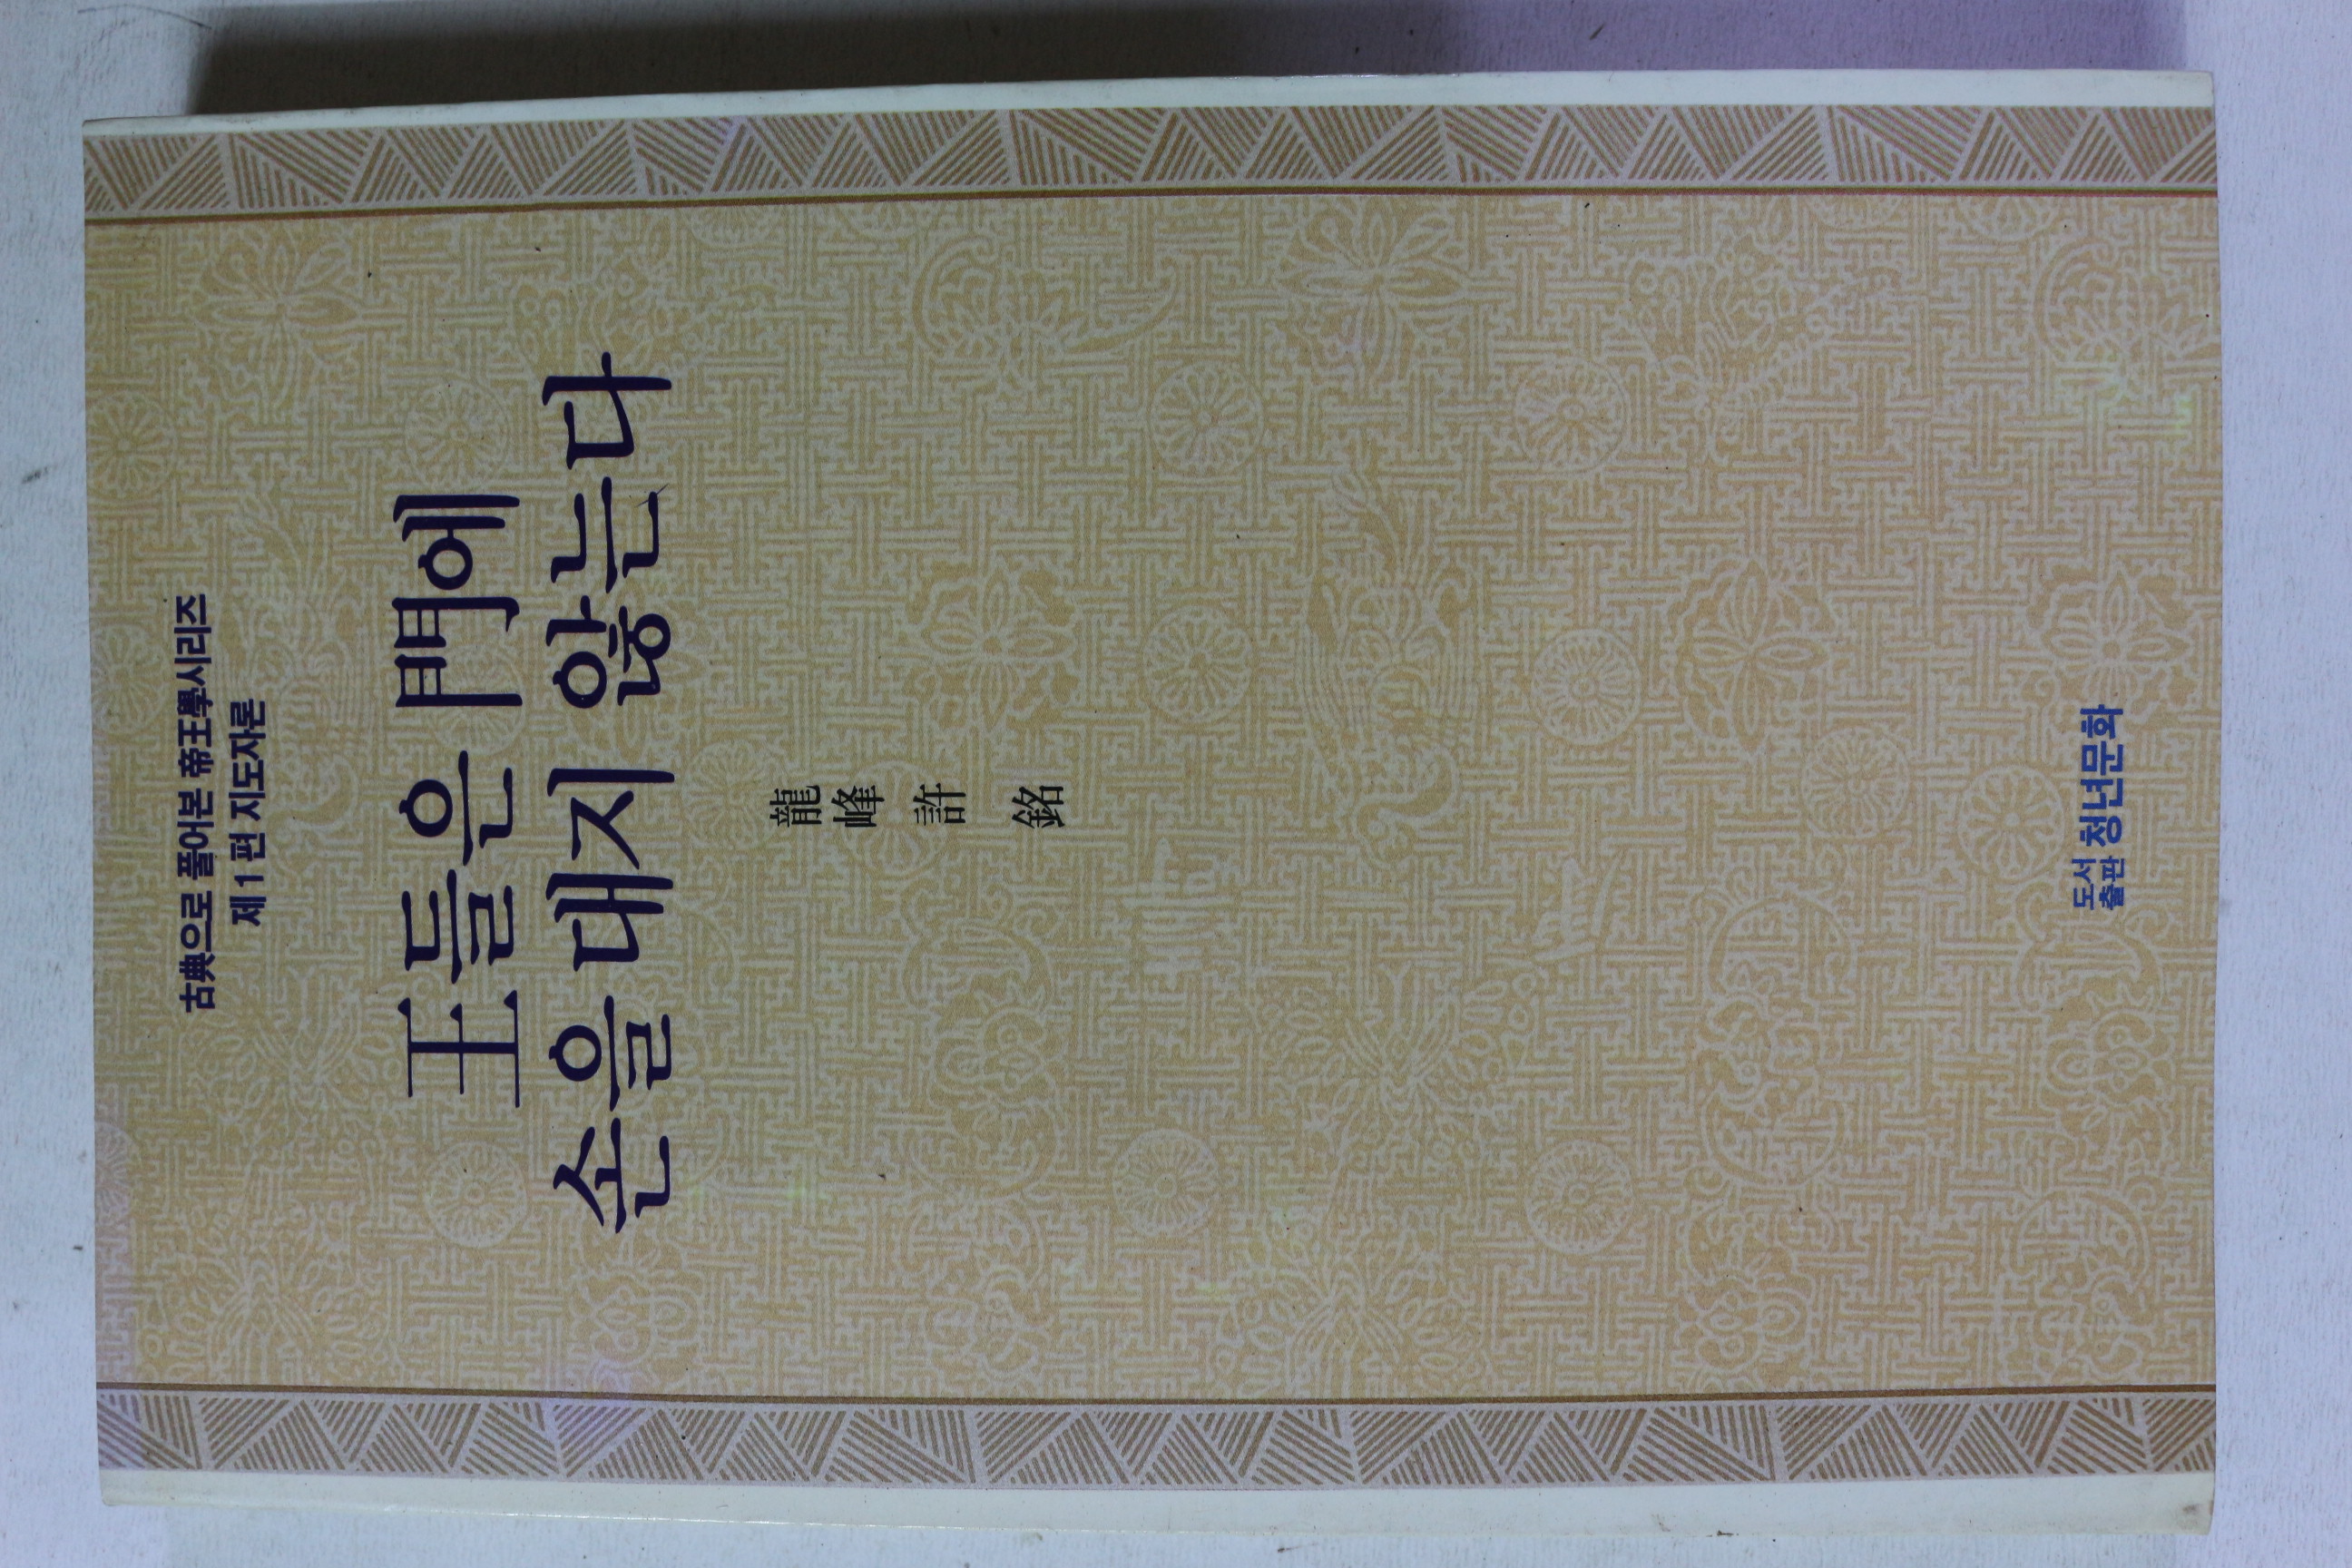 古典으로 풀어본 帝王學시리즈
제1편 지도자론
王들은 門에
손을 대지 않는다
龍
峰
許
銘
도서출판 청년문화